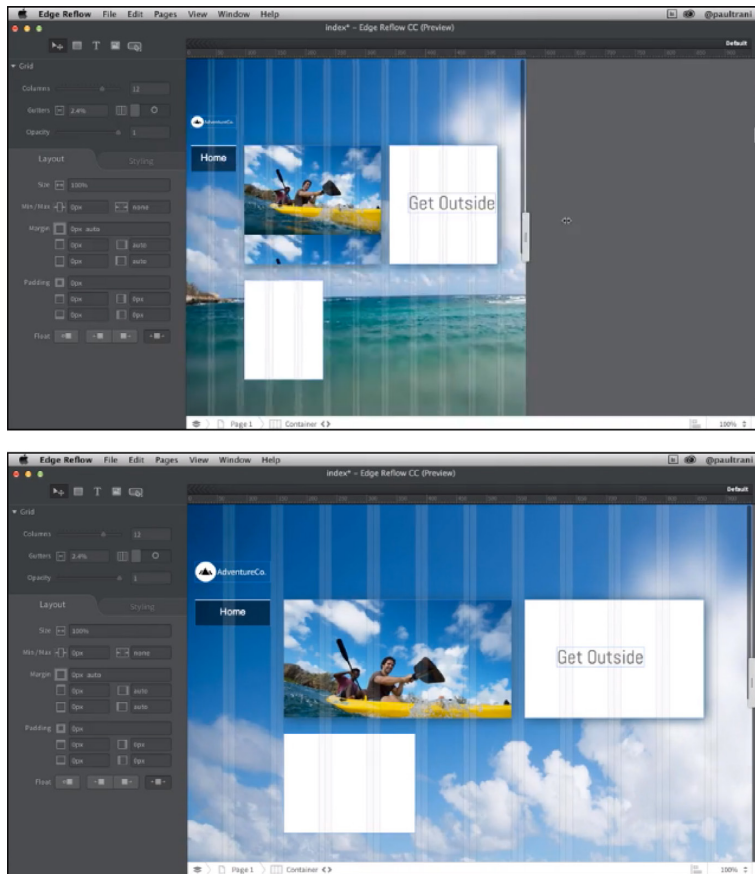 Edge Reflow File Edit Pages View Window Help @paultrani
index* – Edge Reflow CC (Preview)
Default
Grid
Columns 12
Gutters 2.4%
Opacity 1
Layout Styling
Size 100%
Min/Max 0px none
Margin 0px auto
0px auto
0px auto
Padding 0px
0px 0px
0px 0px
Float
AdventureCo.
Home
Get Outside
Page 1 Container
100%
Edge Reflow File Edit Pages View Window Help @paultrani
index* – Edge Reflow CC (Preview)
Default
Grid
Columns 12
Gutters 2.4%
Opacity 1
Layout Styling
Size 100%
Min/Max 0px none
Margin 0px auto
0px auto
0px auto
Padding 0px
0px 0px
0px 0px
Float
AdventureCo.
Home
Get Outside
Page 1 Container
100%